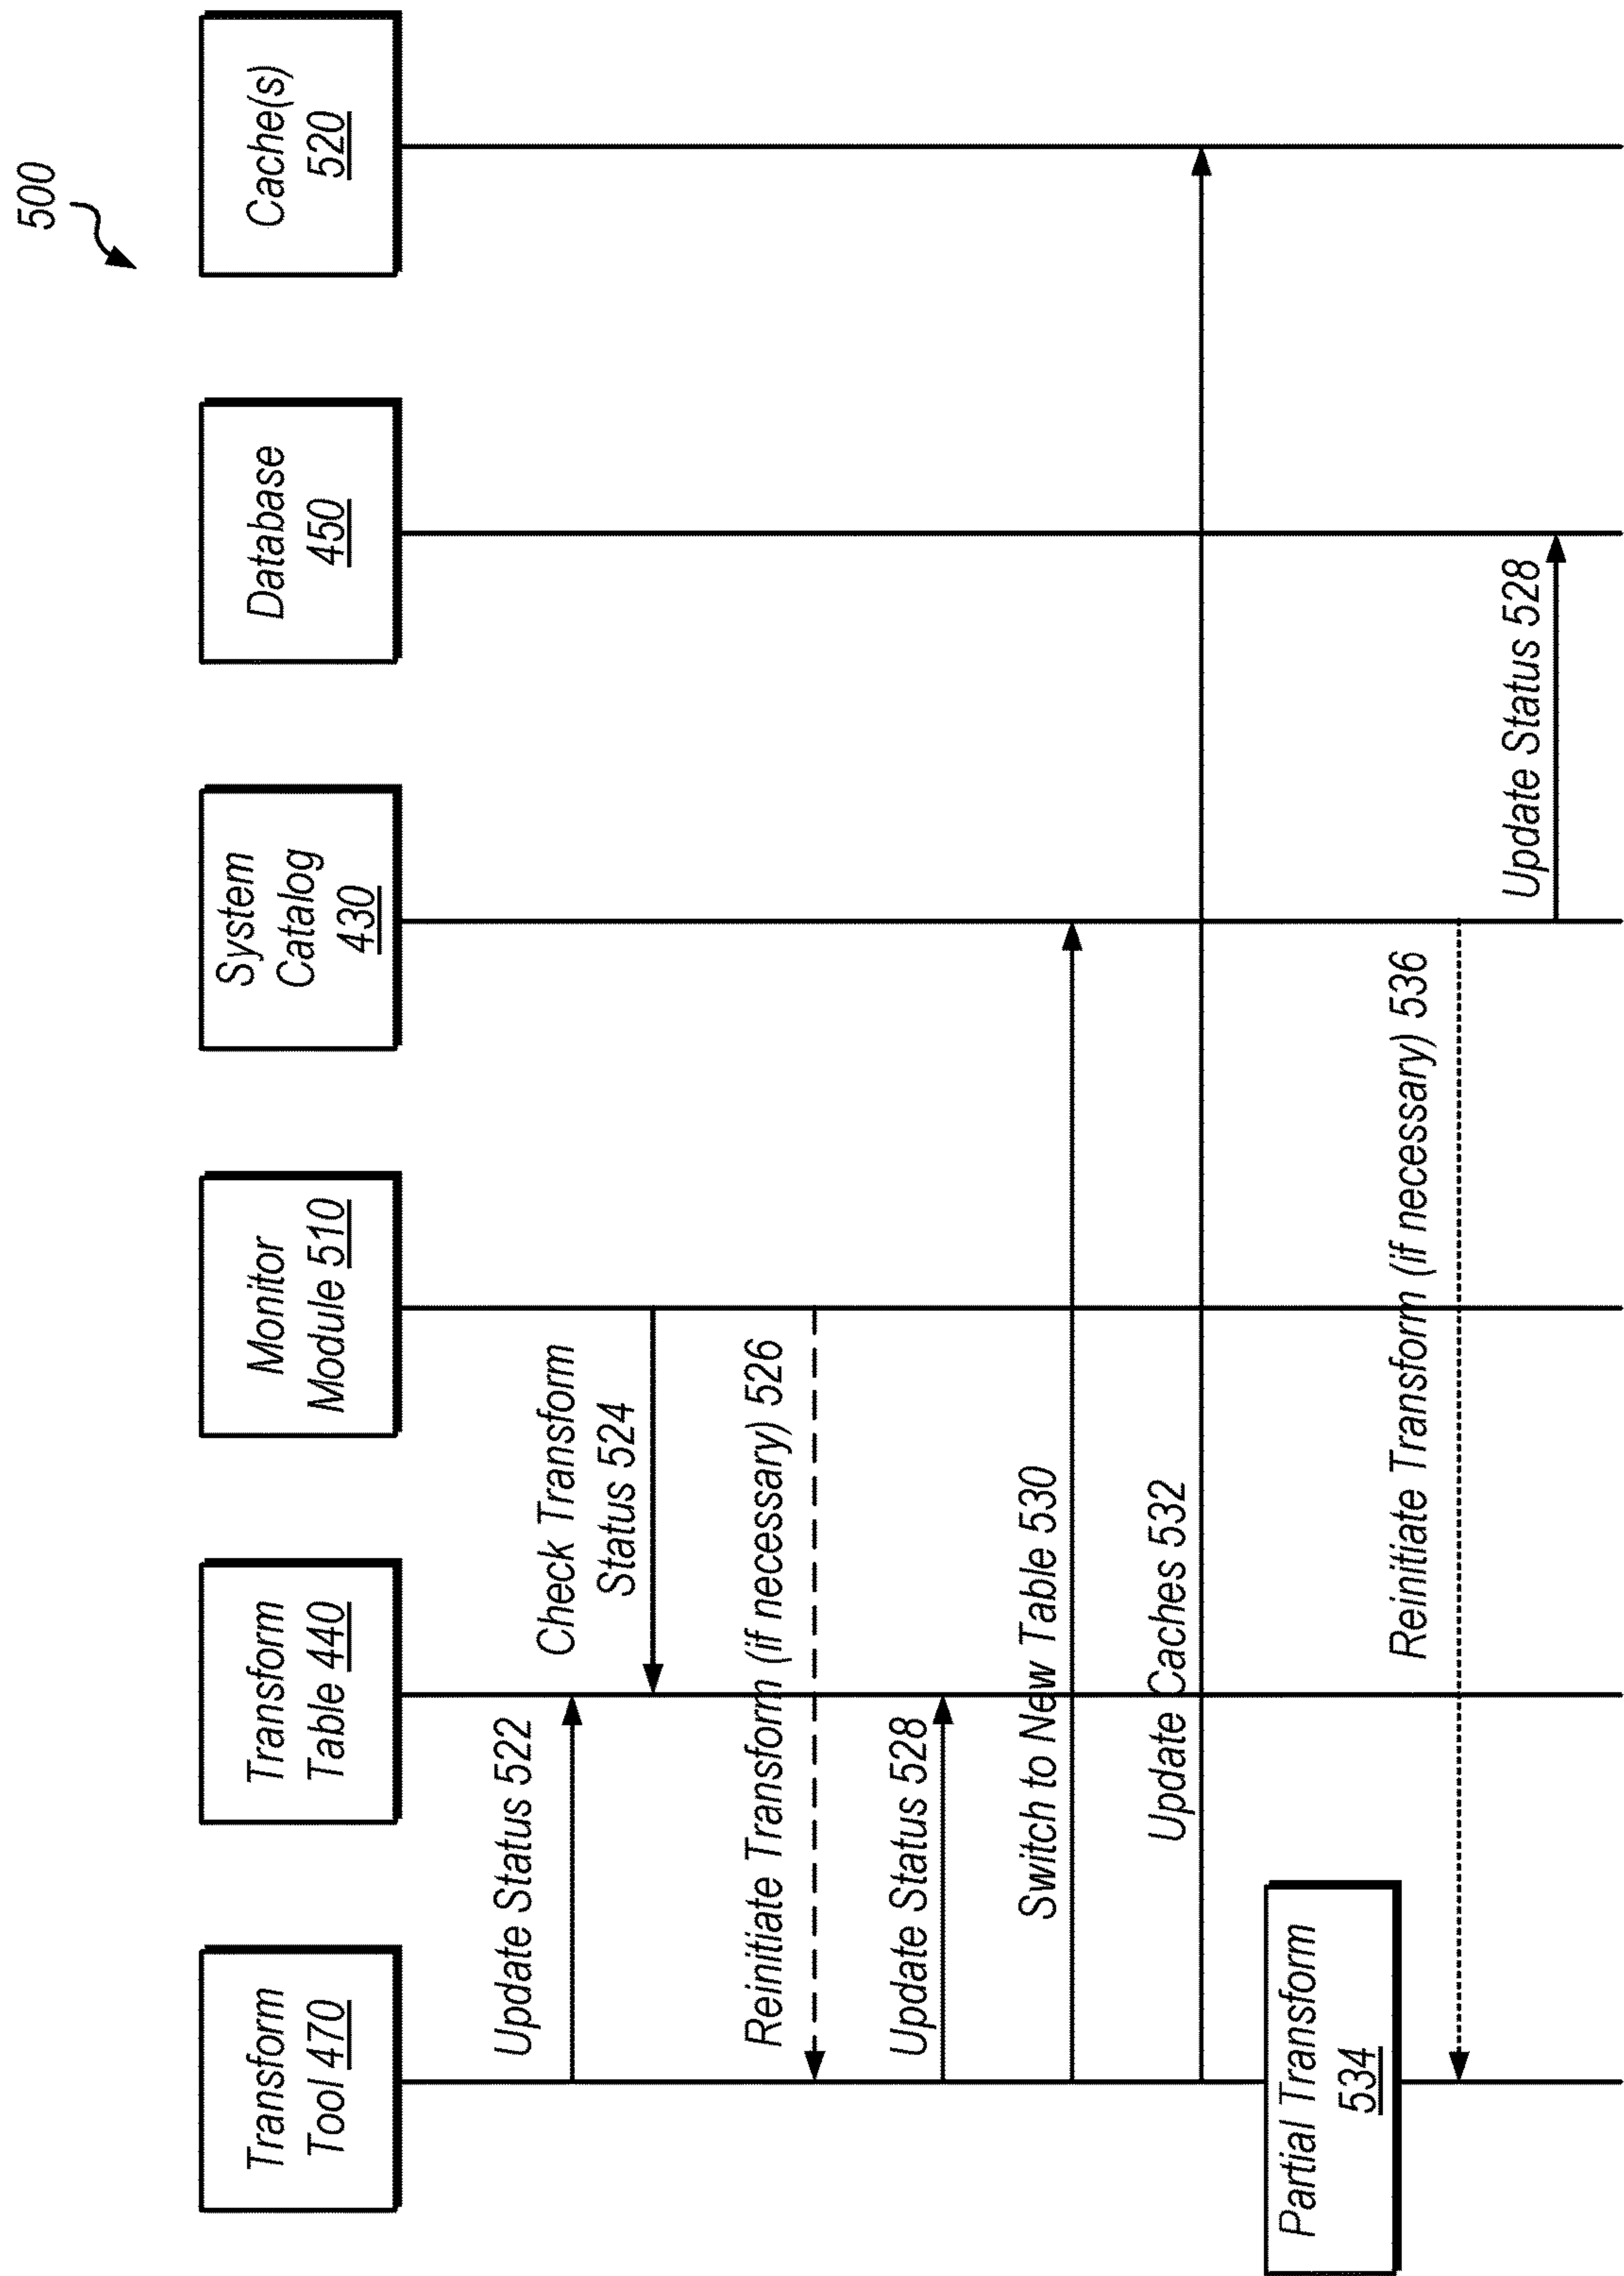 500
Transform
Tool 470
Transform
Table 440
Monitor
Module 510
System
Catalog
430
Database
450
Cache(s)
520
Update Status 522
Check Transform
Status 524
Reinitiate Transform (if necessary) 526
Update Status 528
Switch to New Table 530
Update Caches 532
Partial Transform
534
Reinitiate Transform (if necessary) 536
Update Status 528